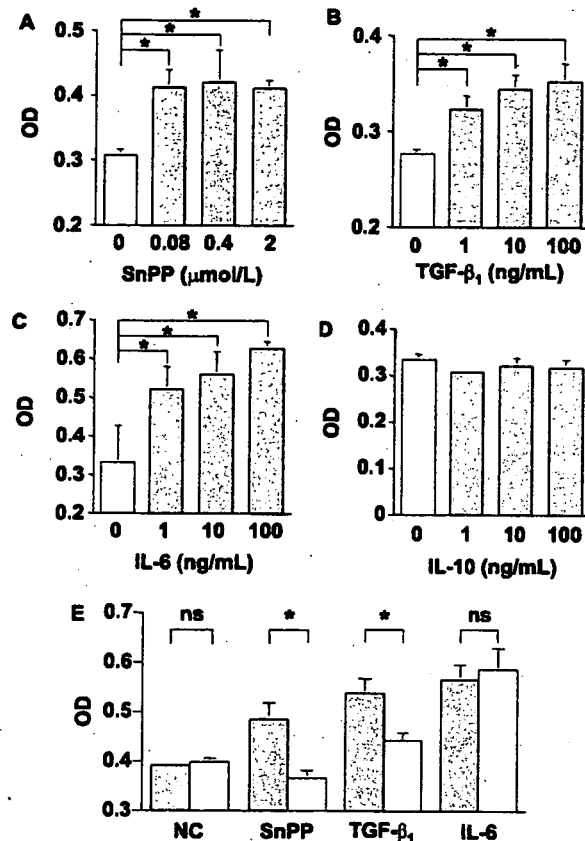 A
OD
0.5
0.4
0.3
0.2
* * *
0 0.08 0.4 2
SnPP (μmol/L)
B
OD
0.4
0.3
0.2
* * *
0 1 10 100
TGF-β₁ (ng/mL)
C
OD
0.7
0.6
0.5
0.4
0.3
0.2
* * *
0 1 10 100
IL-6 (ng/mL)
D
OD
0.4
0.3
0.2
0.1
0
0 1 10 100
IL-10 (ng/mL)
E
OD
0.7
0.6
0.5
0.4
0.3
ns * * ns
NC SnPP TGF-β₁ IL-6